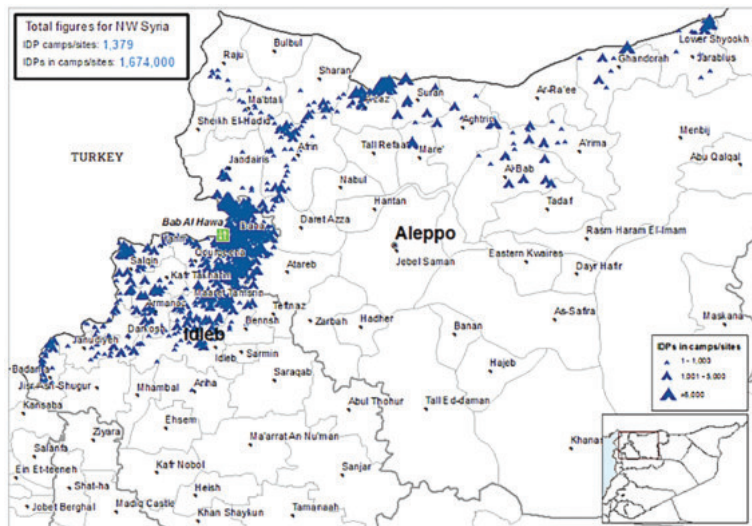 Total figures for NW Syria
IDP camps/sites: 1,379
IDPs in camps/sites: 1,674,000
Lower Shyookh
Bulbul
Raju
Ghandorah
Jarablus
Sharan
Suran
Ar-Ra'ee
Ma'btali
Sheikh El-Hadid
Aghtrin
Menbij
TURKEY
Afrin
Tall Refaat
Mare'
A'rima
Jandairis
Abu Qalqal
Al-Bab
Nabul
Haritan
Tadaf
Bab Al Hawa
Daret Azza
Aleppo
Rasm Haram El-Imam
Jebel Saman
Eastern Kwaires
Salqin
Atareb
Dayr Hafir
Kafr Takharim
Armanaz
Maaret Tamsrin
Teftnaz
As-Safira
Maskana
Darkosh
Bennsh
Zarbah
Hadher
Banan
Janudiyeh
Idleb
Idleb
Sarmin
Badama
Hajeb
Jisr-Ash-Shugur
Mhambal
Ariha
Saraqab
Kansaba
Abul Thohur
Tall Ed-daman
Ehsem
Ziyara
Ma'arrat An Nu'man
Salanfa
Khanas
Ein Et-teeneh
Kafr Nobol
Sanjar
Shat-ha
Heish
Jobet Berghal
Madiq Castle
Khan Shaykun
Tamanaah
IDPs in camps/sites
1 - 1,000
1,001 - 5,000
>5,000